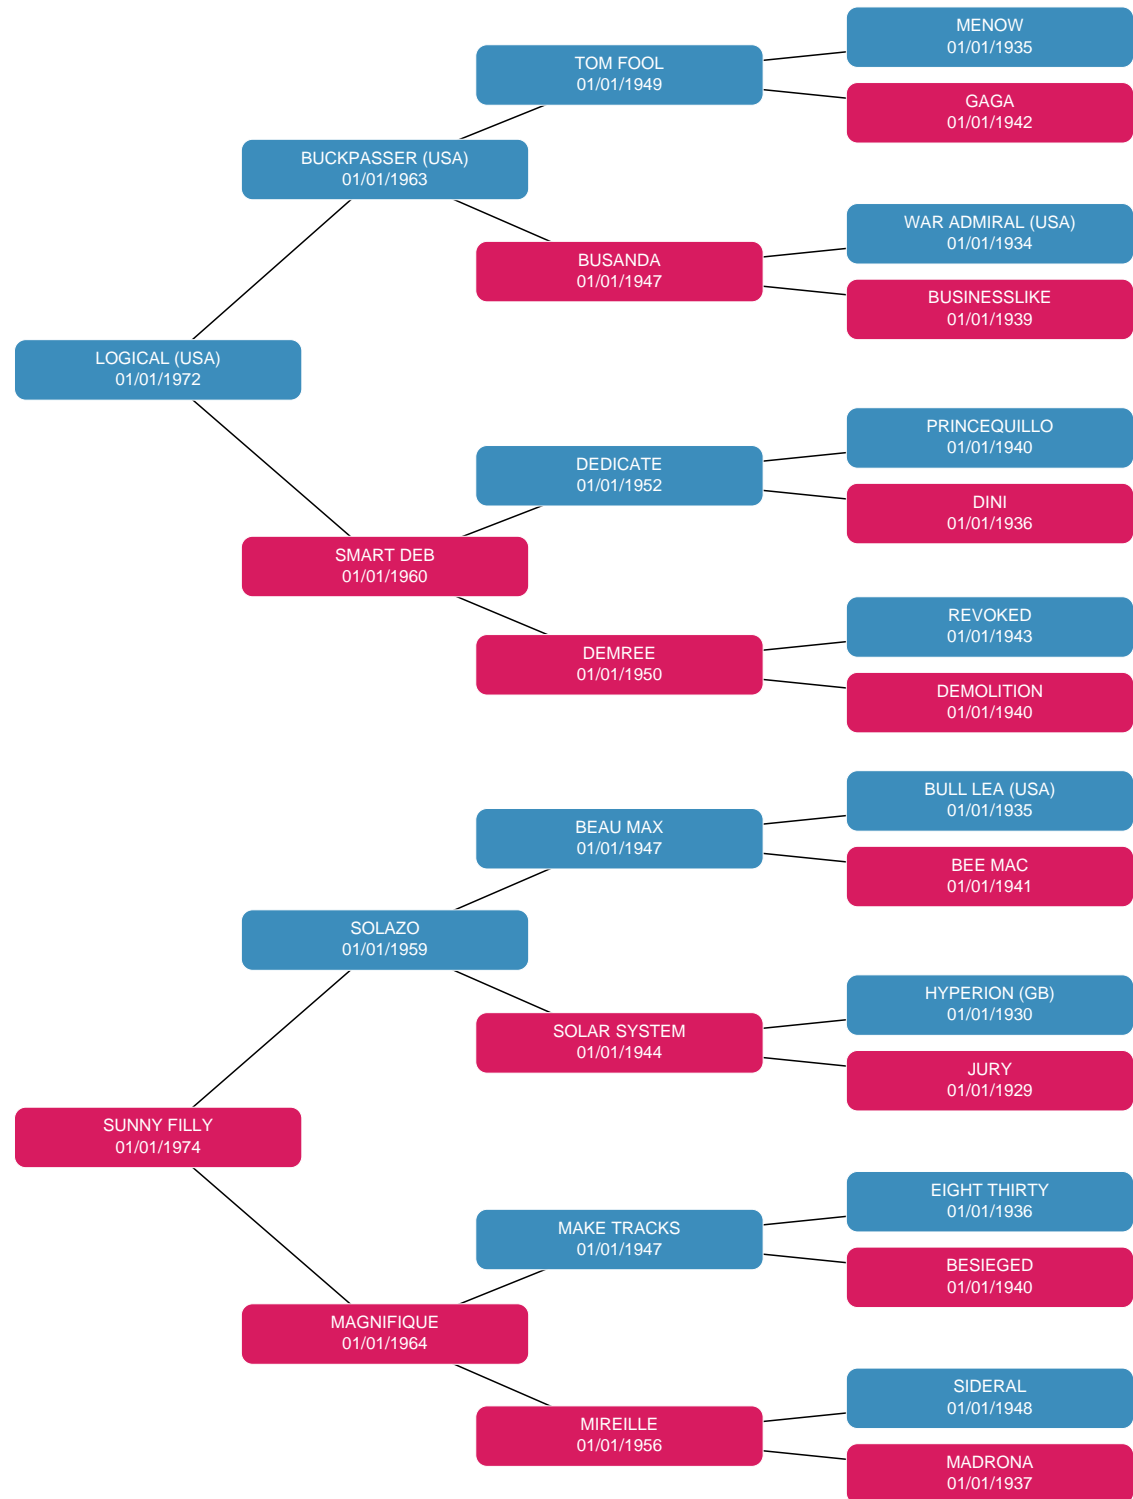 MENOW
01/01/1935
TOM FOOL
01/01/1949
GAGA
01/01/1942
BUCKPASSER (USA)
01/01/1963
WAR ADMIRAL (USA)
01/01/1934
BUSANDA
01/01/1947
BUSINESSLIKE
01/01/1939
LOGICAL (USA)
01/01/1972
PRINCEQUILLO
01/01/1940
DEDICATE
01/01/1952
DINI
01/01/1936
SMART DEB
01/01/1960
REVOKED
01/01/1943
DEMREE
01/01/1950
DEMOLITION
01/01/1940
BULL LEA (USA)
01/01/1935
BEAU MAX
01/01/1947
BEE MAC
01/01/1941
SOLAZO
01/01/1959
HYPERION (GB)
01/01/1930
SOLAR SYSTEM
01/01/1944
JURY
01/01/1929
SUNNY FILLY
01/01/1974
EIGHT THIRTY
01/01/1936
MAKE TRACKS
01/01/1947
BESIEGED
01/01/1940
MAGNIFIQUE
01/01/1964
SIDERAL
01/01/1948
MIREILLE
01/01/1956
MADRONA
01/01/1937